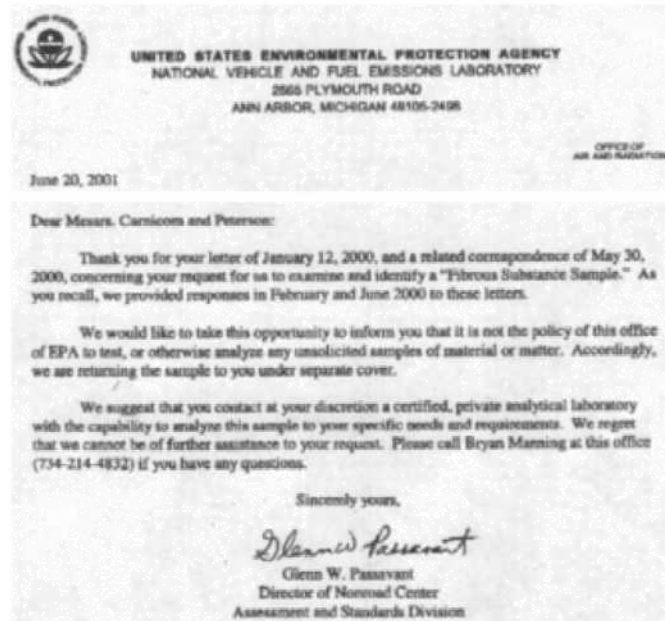 UNITED STATES ENVIRONMENTAL PROTECTION AGENCY
NATIONAL VEHICLE AND FUEL EMISSIONS LABORATORY
2565 PLYMOUTH ROAD
ANN ARBOR, MICHIGAN 48105-2498
OFFICE OF
AIR AND RADIATION
June 20, 2001
Dear Messrs. Carnicom and Peterson:
Thank you for your letter of January 12, 2000, and a related correspondence of May 30,
2000, concerning your request for us to examine and identify a "Fibrous Substance Sample." As
you recall, we provided responses in February and June 2000 to these letters.
We would like to take this opportunity to inform you that it is not the policy of this office
of EPA to test, or otherwise analyze any unsolicited samples of material or matter. Accordingly,
we are returning the sample to you under separate cover.
We suggest that you contact at your discretion a certified, private analytical laboratory
with the capability to analyze this sample to your specific needs and requirements. We regret
that we cannot be of further assistance to your request. Please call Bryan Manning at this office
(734-214-4832) if you have any questions.
Sincerely yours,
Glenn W Passavant
Glenn W. Passavant
Director of Nonroad Center
Assessment and Standards Division